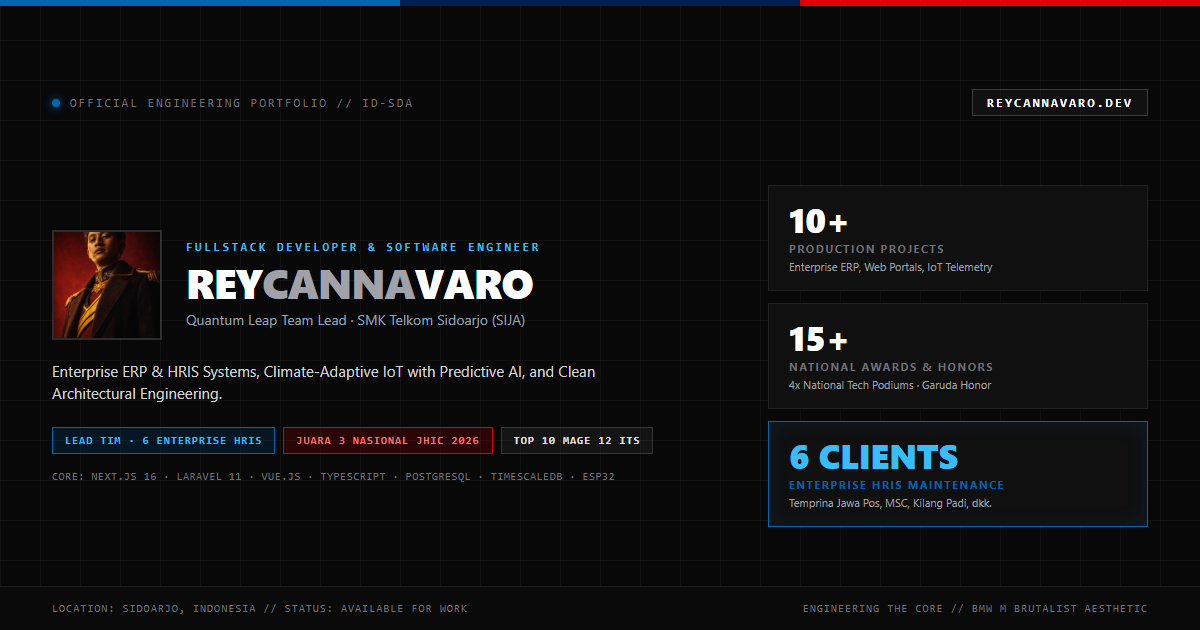 OFFICIAL ENGINEERING PORTFOLIO // ID-SDA
REYCANNAVARO.DEV
FULLSTACK DEVELOPER & SOFTWARE ENGINEER
REYCANNAVARO
Quantum Leap Team Lead · SMK Telkom Sidoarjo (SIJA)
Enterprise ERP & HRIS Systems, Climate-Adaptive IoT with Predictive AI, and Clean
Architectural Engineering.
LEAD TIM · 6 ENTERPRISE HRIS
JUARA 3 NASIONAL JHIC 2026
TOP 10 MAGE 12 ITS
CORE: NEXT.JS 16 · LARAVEL 11 · VUE.JS · TYPESCRIPT · POSTGRESQL · TIMESCALEDB · ESP32
10+
PRODUCTION PROJECTS
Enterprise ERP, Web Portals, IoT Telemetry
15+
NATIONAL AWARDS & HONORS
4x National Tech Podiums · Garuda Honor
6 CLIENTS
ENTERPRISE HRIS MAINTENANCE
Temprina Jawa Pos, MSC, Kilang Padi, dkk.
LOCATION: SIDOARJO, INDONESIA // STATUS: AVAILABLE FOR WORK
ENGINEERING THE CORE // BMW M BRUTALIST AESTHETIC